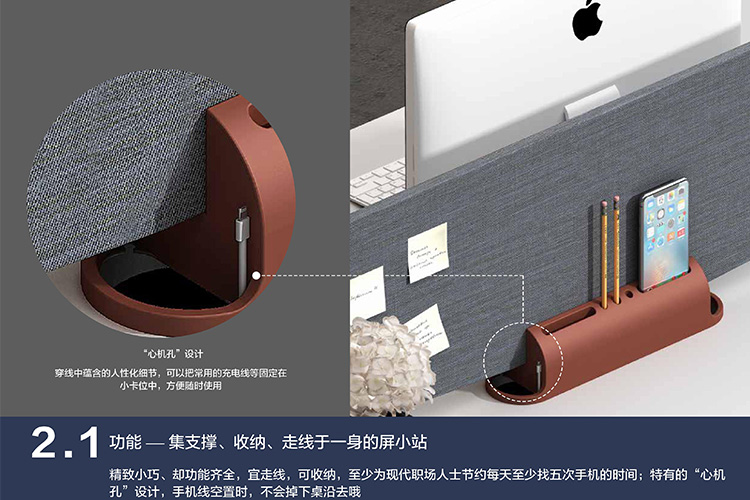 “心机孔”设计
穿线中蕴含的人性化细节，可以把常用的充电线等固定在
小卡位中，方便随时使用
2.1 功能 — 集支撑、收纳、走线于一身的屏小站
精致小巧、却功能齐全，宜走线，可收纳，至少为现代职场人士节约每天至少找五次手机的时间；特有的“心机
孔”设计，手机线空置时，不会掉下桌沿去哦